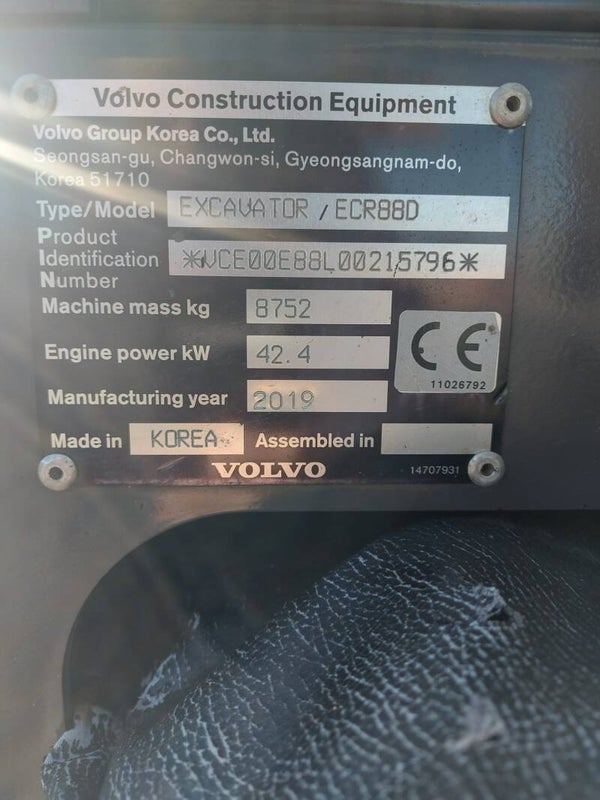 Volvo Construction Equipment
Volvo Group Korea Co., Ltd.
Seongsan-gu, Changwon-si, Gyeongsangnam-do,
Korea 51710
Type/Model EXCAVATOR / ECR88D
Product
Identification *VCE00E88L00215796*
Number
Machine mass kg 8752
Engine power kW 42.4
CE
11026792
Manufacturing year 2019
Made in KOREA Assembled in
VOLVO 14707931